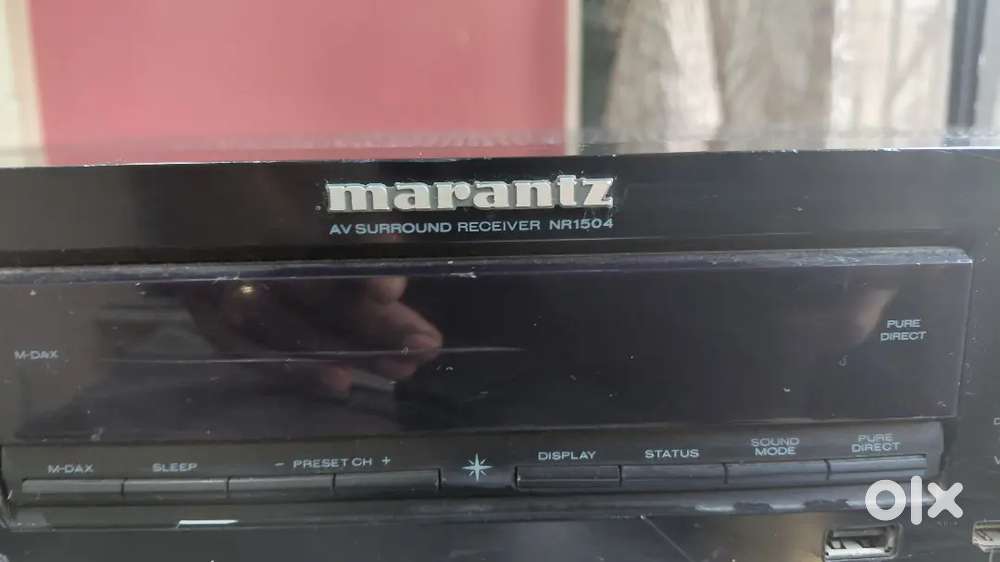 marantz
AV SURROUND RECEIVER NR1504
M-DAX
PURE
DIRECT
M-DAX
SLEEP
- PRESET CH +
DISPLAY
STATUS
SOUND
MODE
PURE
DIRECT
olx